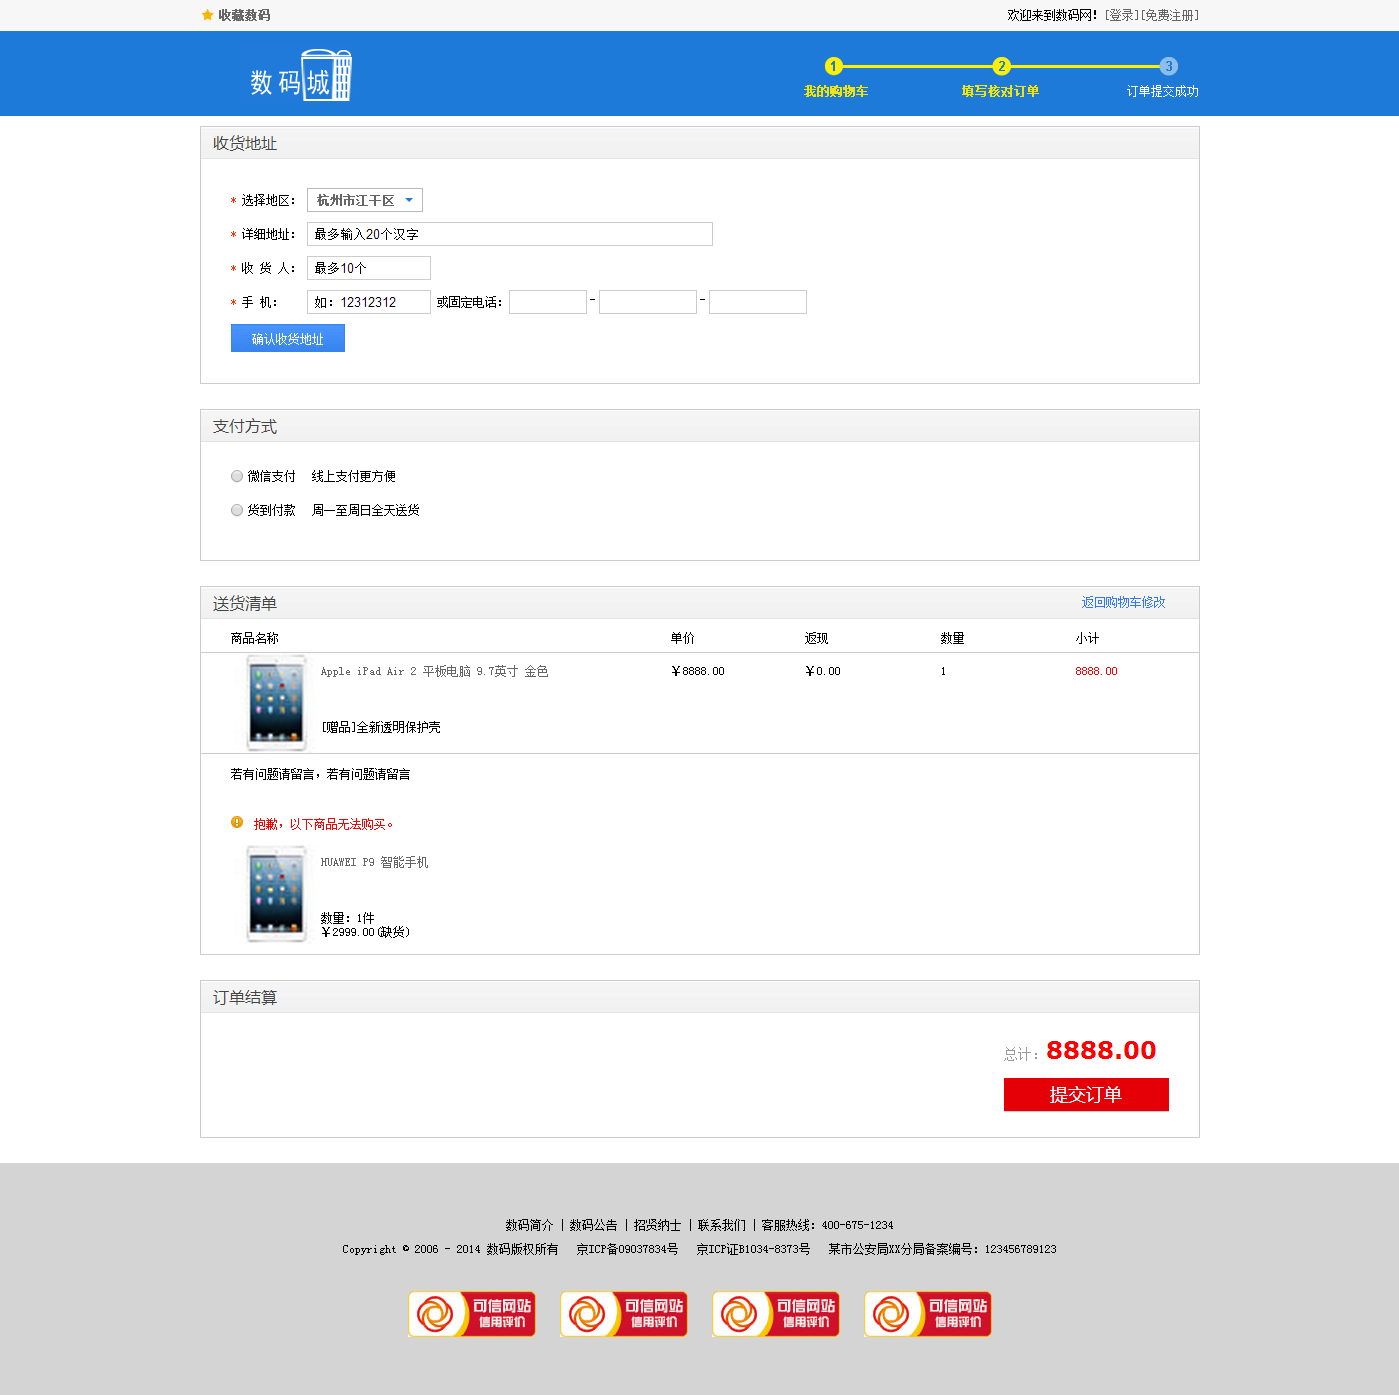 收藏数码
欢迎来到数码网！[登录][免费注册]
数码城
1 2 3
我的购物车 填写核对订单 订单提交成功
收货地址
* 选择地区： 杭州市江干区
* 详细地址： 最多输入20个汉字
* 收 货 人： 最多10个
* 手 机： 如：12312312 或固定电话： - -
确认收货地址
支付方式
微信支付 线上支付更方便
货到付款 周一至周日全天送货
送货清单 返回购物车修改
商品名称 单价 返现 数量 小计
Apple iPad Air 2 平板电脑 9.7英寸 金色 ￥8888.00 ￥0.00 1 8888.00
[赠品]全新透明保护壳
若有问题请留言，若有问题请留言
抱歉，以下商品无法购买。
HUAWEI P9 智能手机
数量：1件
￥2999.00(缺货)
订单结算
总计：8888.00
提交订单
数码简介 | 数码公告 | 招贤纳士 | 联系我们 | 客服热线：400-675-1234
Copyright © 2006 - 2014 数码版权所有 京ICP备09037834号 京ICP证B1034-8373号 某市公安局XX分局备案编号：123456789123
可信网站 可信网站 可信网站 可信网站
信用评价 信用评价 信用评价 信用评价